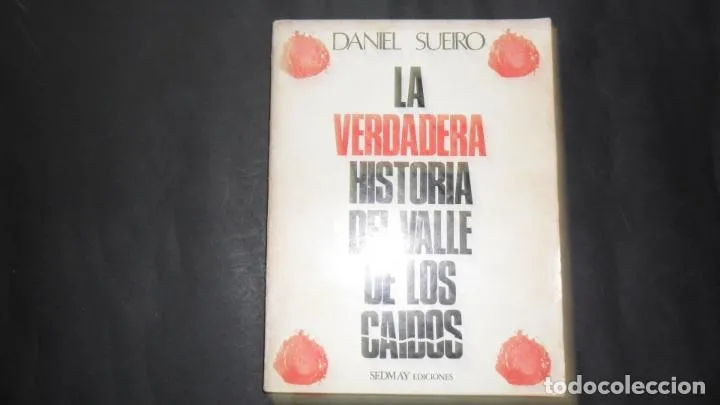 DANIEL SUEIRO
LA
VERDADERA
HISTORIA
DEL VALLE
DE LOS
CAIDOS
SEDMAY EDICIONES
todocoleccion